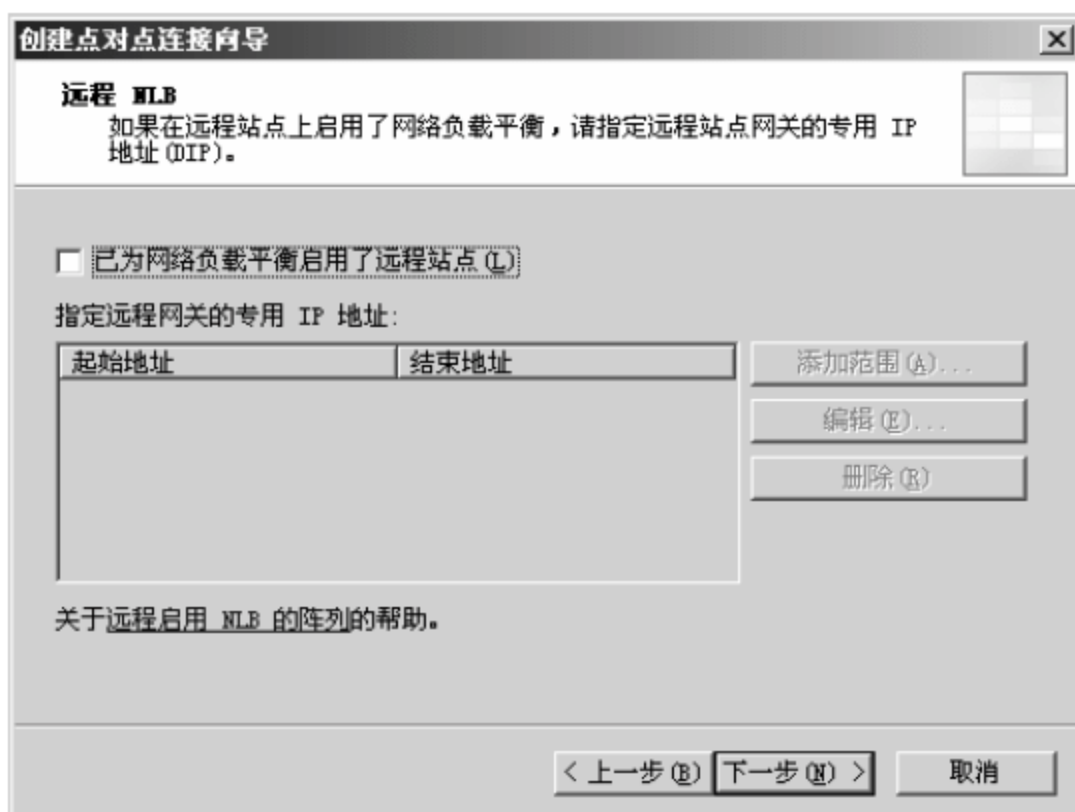 创建点对点连接向导
远程 NLB
如果在远程站点上启用了网络负载平衡，请指定远程站点网关的专用 IP
地址(DIP)。
已为网络负载平衡启用了远程站点(L)
指定远程网关的专用 IP 地址:
起始地址 结束地址
添加范围(A)...
编辑(E)...
删除(R)
关于远程启用 NLB 的阵列的帮助。
< 上一步(B) 下一步(N) > 取消